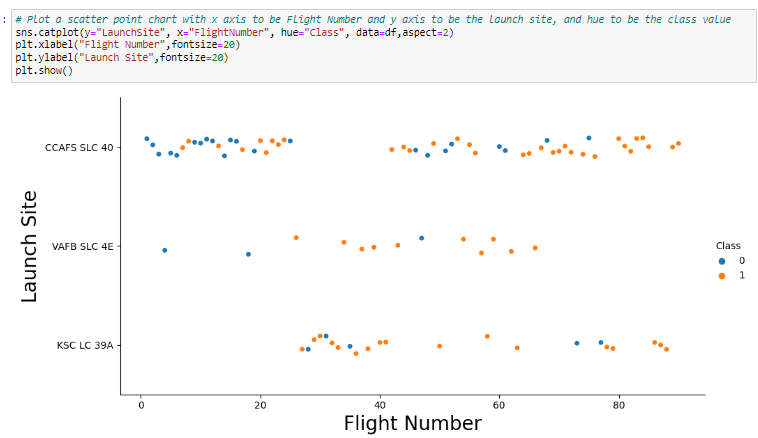 : # Plot a scatter point chart with x axis to be Flight Number and y axis to be the launch site, and hue to be the class value
sns.catplot(y="LaunchSite", x="FlightNumber", hue="Class", data=df,aspect=2)
plt.xlabel("Flight Number",fontsize=20)
plt.ylabel("Launch Site",fontsize=20)
plt.show()
CCAFS SLC 40
VAFB SLC 4E
KSC LC 39A
Launch Site
Class
0
1
0 20 40 60 80
Flight Number